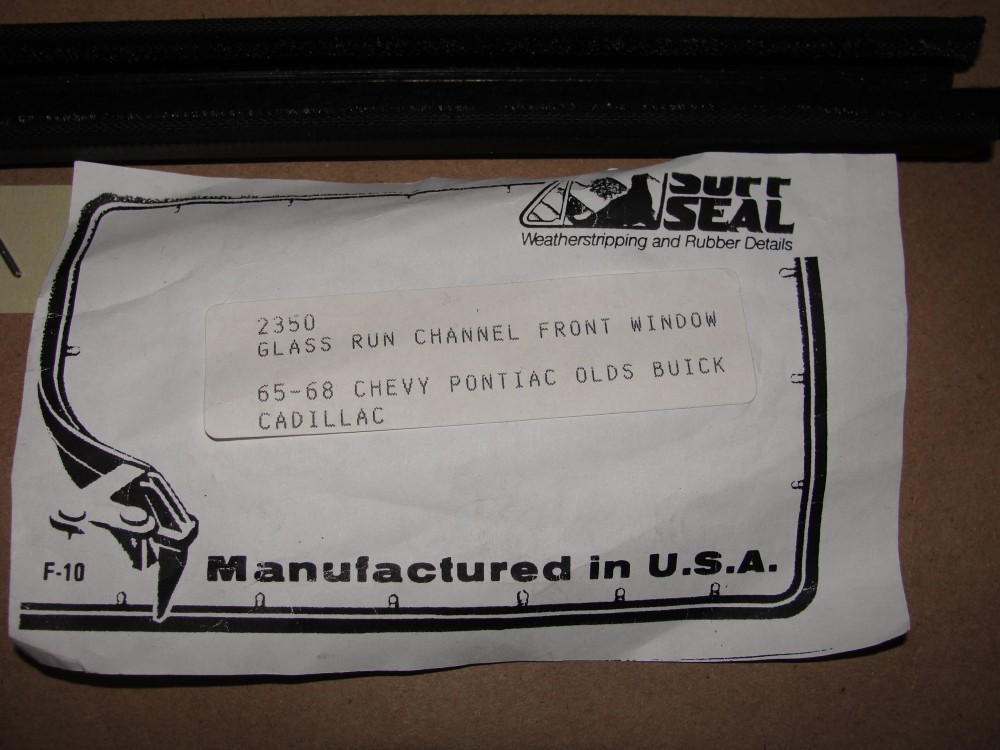 SOFF
SEAL
Weatherstripping and Rubber Details
2350
GLASS RUN CHANNEL FRONT WINDOW
65-68 CHEVY PONTIAC OLDS BUICK
CADILLAC
F-10
Manufactured in U.S.A.